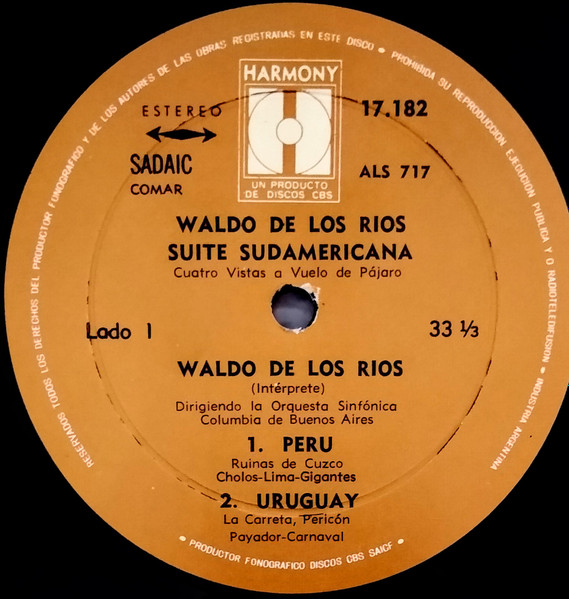 RESERVADOS TODOS LOS DERECHOS DEL PRODUCTOR FONOGRAFICO Y DE LOS AUTORES DE LAS OBRAS REGISTRADAS EN ESTE DISCO • PROHIBIDA SU REPRODUCCION EJECUCION PUBLICA Y O RADIOTELEDIFUSION • INDUSTRIA ARGENTINA
HARMONY
ESTEREO
17.182
SADAIC
COMAR
ALS 717
UN PRODUCTO
DE DISCOS CBS
WALDO DE LOS RIOS
SUITE SUDAMERICANA
Cuatro Vistas a Vuelo de Pájaro
Lado 1
33 1/3
WALDO DE LOS RIOS
(Intérprete)
Dirigiendo la Orquesta Sinfónica
Columbia de Buenos Aires
1. PERU
Ruinas de Cuzco
Cholos-Lima-Gigantes
2. URUGUAY
La Carreta, Pericón
Payador-Carnaval
• PRODUCTOR FONOGRAFICO DISCOS CBS SAICF •